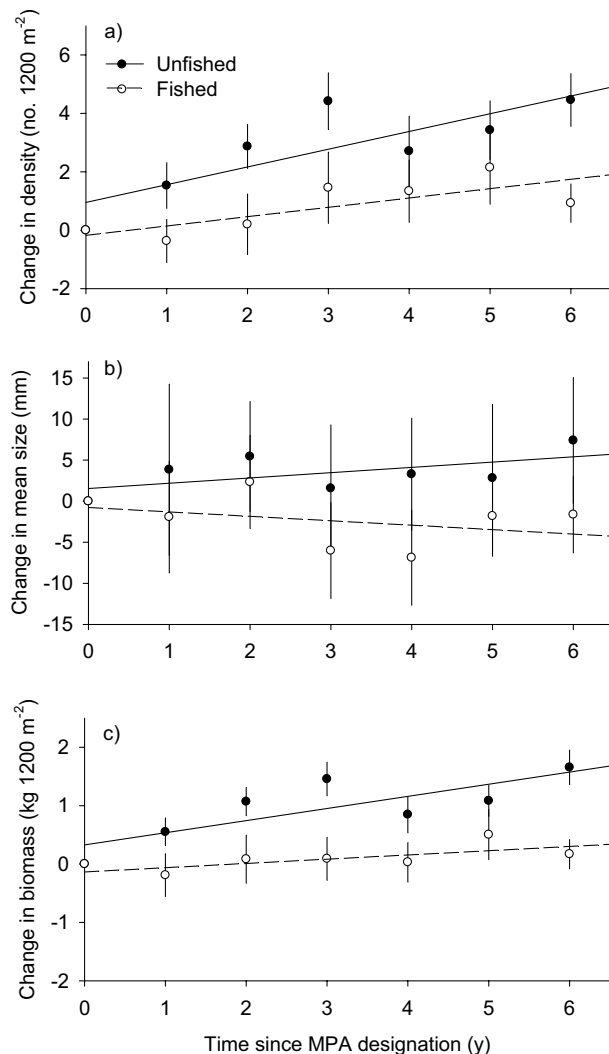 a)
Unfished
Fished
Change in density (no. 1200 m-2)
6
4
2
0
-2
0 1 2 3 4 5 6
b)
Change in mean size (mm)
15
10
5
0
-5
-10
-15
0 1 2 3 4 5 6
c)
Change in biomass (kg 1200 m-2)
2
1
0
-1
-2
0 1 2 3 4 5 6
Time since MPA designation (y)